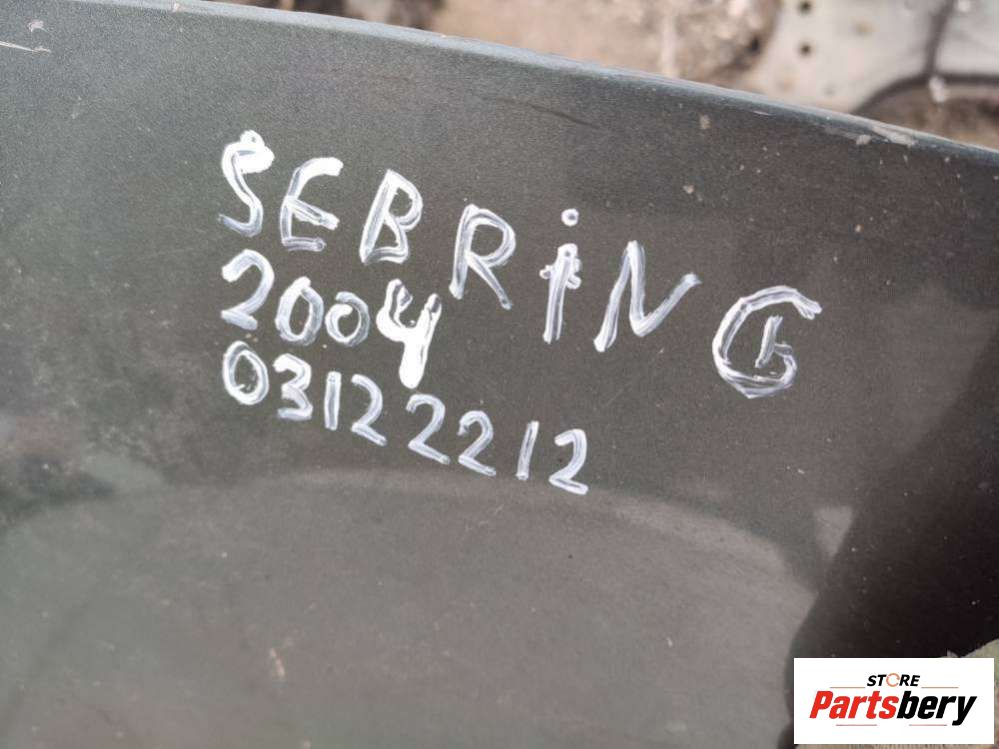 SEBRiNG
2004
03122212
STORE
Partsbery